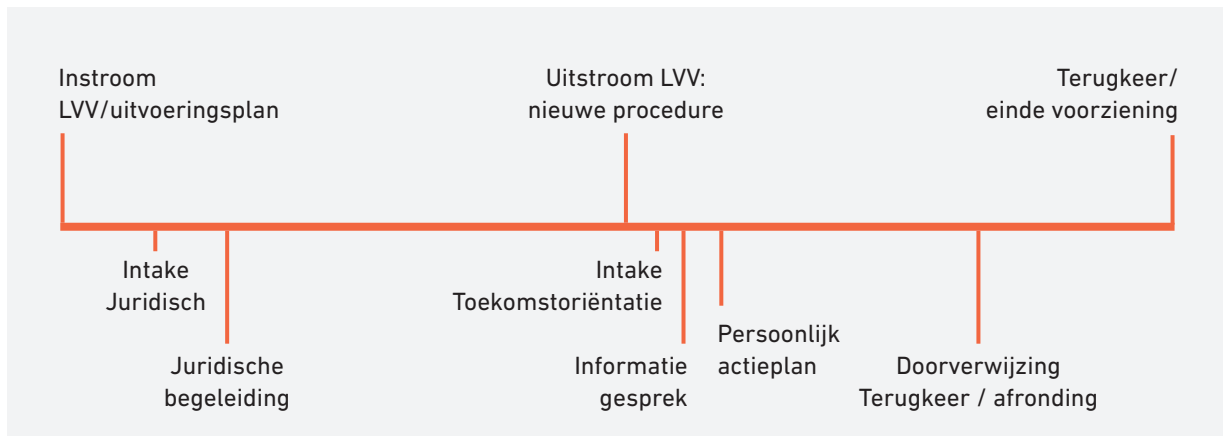 Instroom
LVV/uitvoeringsplan
Uitstroom LVV:
nieuwe procedure
Terugkeer/
einde voorziening
Intake
Juridisch
Juridische
begeleiding
Intake
Toekomstoriëntatie
Informatie
gesprek
Persoonlijk
actieplan
Doorverwijzing
Terugkeer / afronding